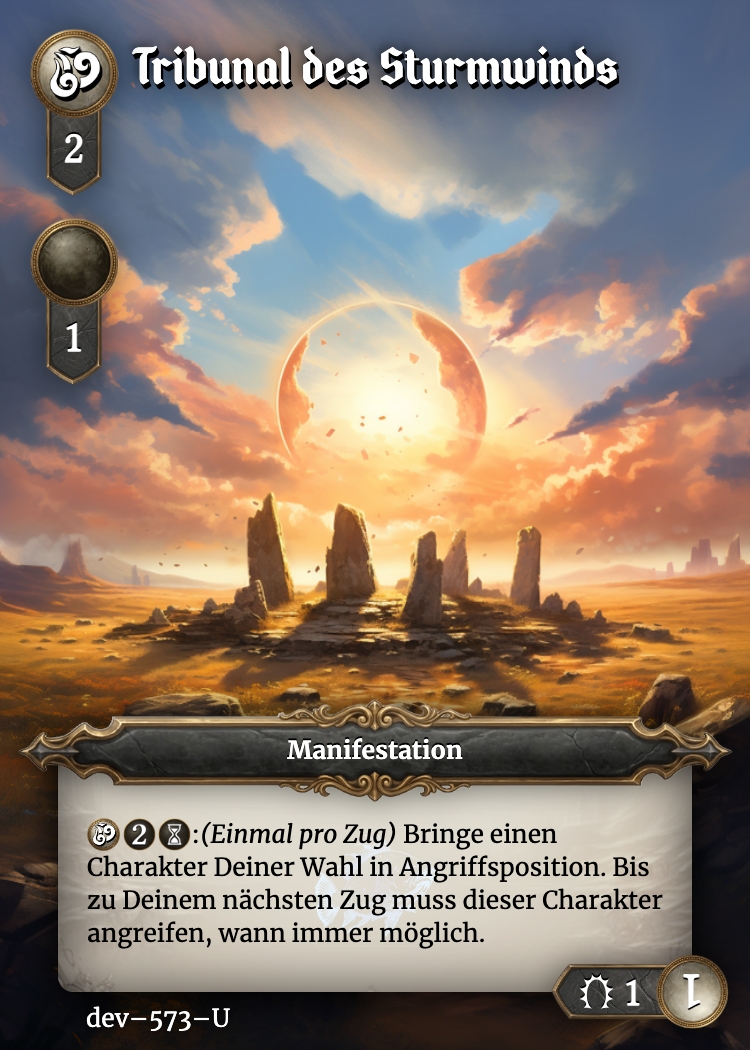 Tribunal des Sturmwinds
2
1
Manifestation
2 : (Einmal pro Zug) Bringe einen
Charakter Deiner Wahl in Angriffsposition. Bis
zu Deinem nächsten Zug muss dieser Charakter
angreifen, wann immer möglich.
1
dev–573–U